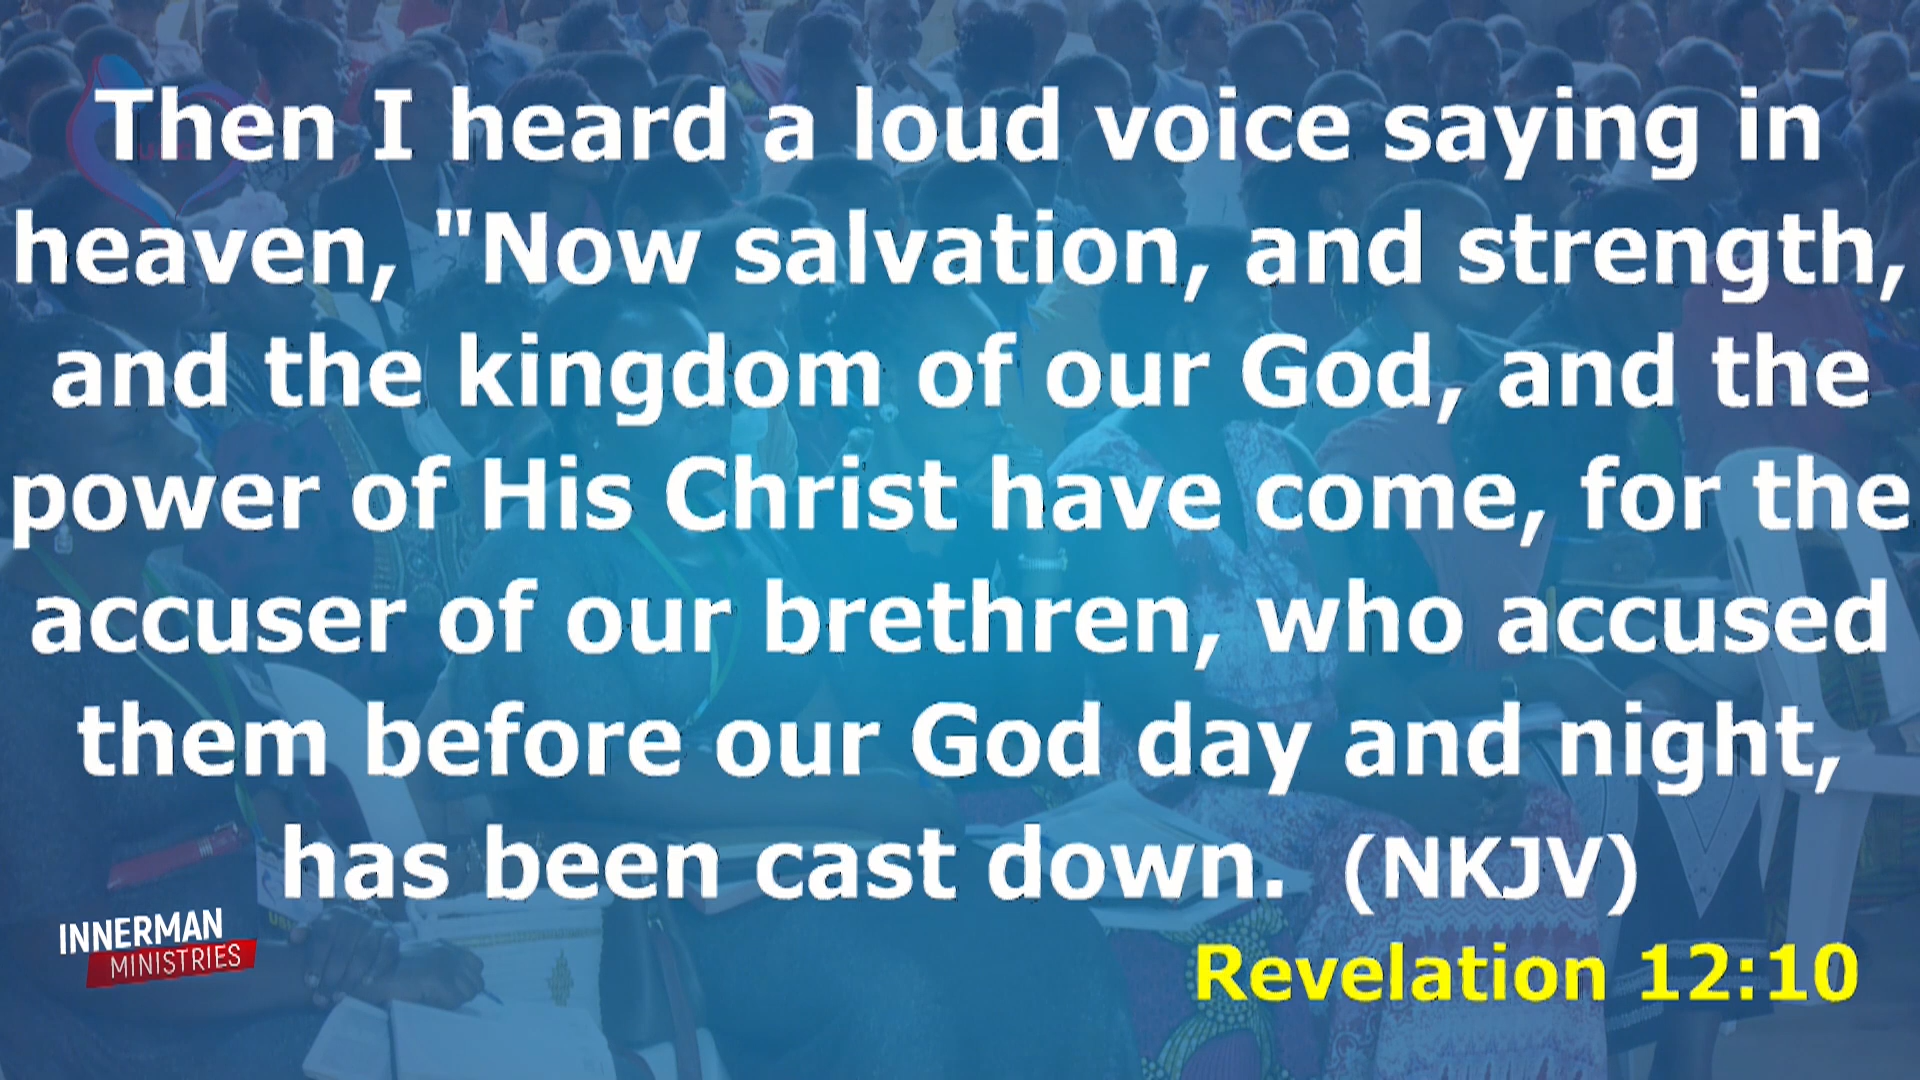 Then I heard a loud voice saying in
heaven, "Now salvation, and strength,
and the kingdom of our God, and the
power of His Christ have come, for the
accuser of our brethren, who accused
them before our God day and night,
has been cast down.  (NKJV)
INNERMAN
MINISTRIES
Revelation 12:10